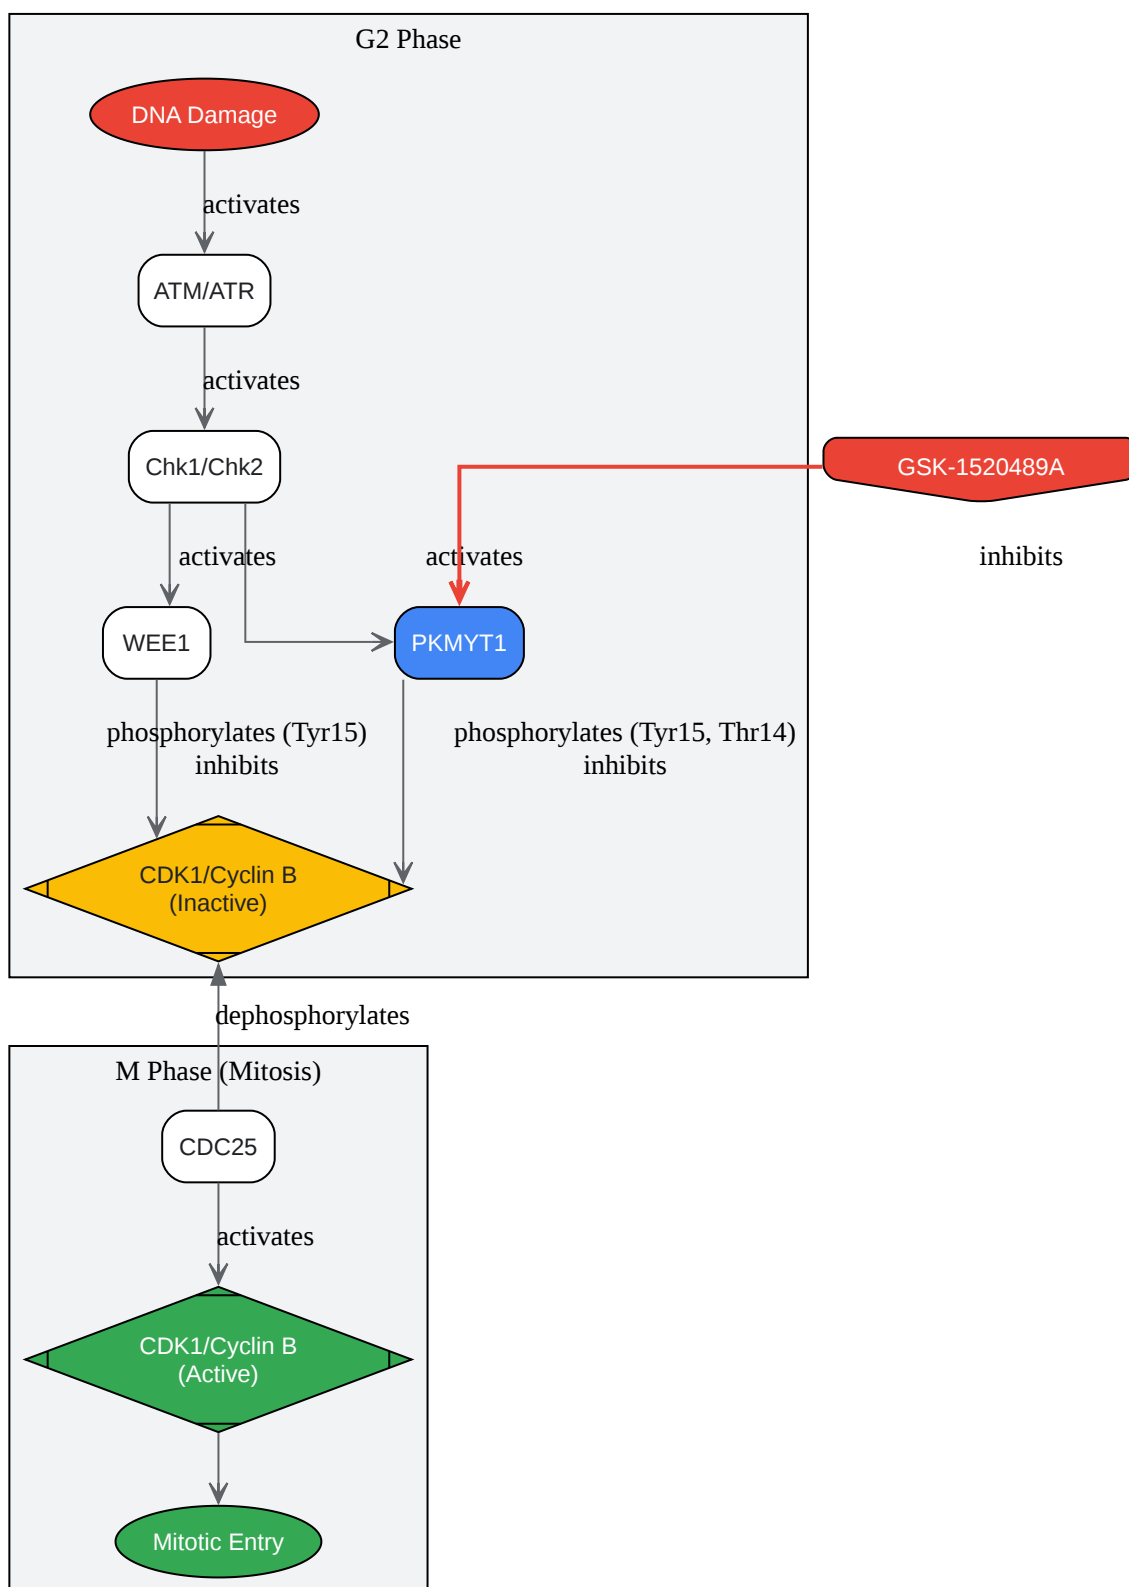 G2 Phase
DNA Damage
activates
ATM/ATR
activates
Chk1/Chk2
GSK-1520489A
activates
activates
inhibits
WEE1
PKMYT1
phosphorylates (Tyr15)
inhibits
phosphorylates (Tyr15, Thr14)
inhibits
CDK1/Cyclin B
(Inactive)
dephosphorylates
M Phase (Mitosis)
CDC25
activates
CDK1/Cyclin B
(Active)
Mitotic Entry